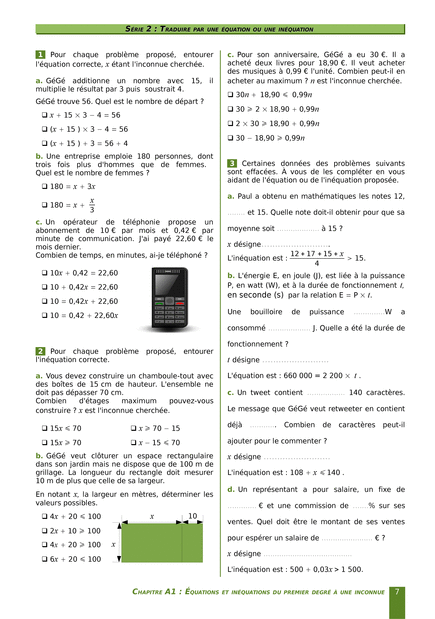 SÉRIE 2 : TRADUIRE PAR UNE ÉQUATION OU UNE INÉQUATION
1 Pour chaque problème proposé, entourer
l'équation correcte, x étant l'inconnue cherchée.
a. GéGé additionne un nombre avec 15, il
multiplie le résultat par 3 puis soustrait 4.
GéGé trouve 56. Quel est le nombre de départ ?
❑ x + 15 × 3 – 4 = 56
❑ (x + 15 ) × 3 – 4 = 56
❑ (x + 15 ) ÷ 3 = 56 + 4
b. Une entreprise emploie 180 personnes, dont
trois fois plus d'hommes que de femmes.
Quel est le nombre de femmes ?
❑ 180 = x + 3x
❑ 180 = x + x/3
c. Un opérateur de téléphonie propose un
abonnement de 10 € par mois et 0,42 € par
minute de communication. J'ai payé 22,60 € le
mois dernier.
Combien de temps, en minutes, ai-je téléphoné ?
❑ 10x + 0,42 = 22,60
❑ 10 + 0,42x = 22,60
❑ 10 = 0,42x + 22,60
❑ 10 = 0,42 + 22,60x
2 Pour chaque problème proposé, entourer
l'inéquation correcte.
a. Vous devez construire un chamboule-tout avec
des boîtes de 15 cm de hauteur. L'ensemble ne
doit pas dépasser 70 cm.
Combien d'étages maximum pouvez-vous
construire ? x est l'inconnue cherchée.
❑ 15x ⩽ 70 ❑ x ⩾ 70 – 15
❑ 15x ⩾ 70 ❑ x – 15 ⩽ 70
b. GéGé veut clôturer un espace rectangulaire
dans son jardin mais ne dispose que de 100 m de
grillage. La longueur du rectangle doit mesurer
10 m de plus que celle de sa largeur.
En notant x, la largeur en mètres, déterminer les
valeurs possibles.
❑ 4x + 20 ⩽ 100
❑ 2x + 10 ⩾ 100
❑ 4x + 20 ⩾ 100
❑ 6x + 20 ⩽ 100
x 10
x
c. Pour son anniversaire, GéGé a eu 30 €. Il a
acheté deux livres pour 18,90 €. Il veut acheter
des musiques à 0,99 € l'unité. Combien peut-il en
acheter au maximum ? n est l'inconnue cherchée.
❑ 30n + 18,90 ⩽ 0,99n
❑ 30 ⩾ 2 × 18,90 + 0,99n
❑ 2 × 30 ⩾ 18,90 + 0,99n
❑ 30 – 18,90 ⩾ 0,99n
3 Certaines données des problèmes suivants
sont effacées. À vous de les compléter en vous
aidant de l'équation ou de l'inéquation proposée.
a. Paul a obtenu en mathématiques les notes 12,
........ et 15. Quelle note doit-il obtenir pour que sa
moyenne soit .................. à 15 ?
x désigne.........................
L'inéquation est : (12 + 17 + 15 + x)/4 > 15.
b. L'énergie E, en joule (J), est liée à la puissance
P, en watt (W), et à la durée de fonctionnement t,
en seconde (s) par la relation E = P × t.
Une bouilloire de puissance ............. W a
consommé .................. J. Quelle a été la durée de
fonctionnement ?
t désigne .........................
L'équation est : 660 000 = 2 200 × t .
c. Un tweet contient ................ 140 caractères.
Le message que GéGé veut retweeter en contient
déjà ........... Combien de caractères peut-il
ajouter pour le commenter ?
x désigne .........................
L'inéquation est : 108 + x ⩽ 140 .
d. Un représentant a pour salaire, un fixe de
............. € et une commission de .......% sur ses
ventes. Quel doit être le montant de ses ventes
pour espérer un salaire de ...................... € ?
x désigne ....................................
L'inéquation est : 500 + 0,03x > 1 500.
CHAPITRE A1 : ÉQUATIONS ET INÉQUATIONS DU PREMIER DEGRÉ À UNE INCONNUE 7